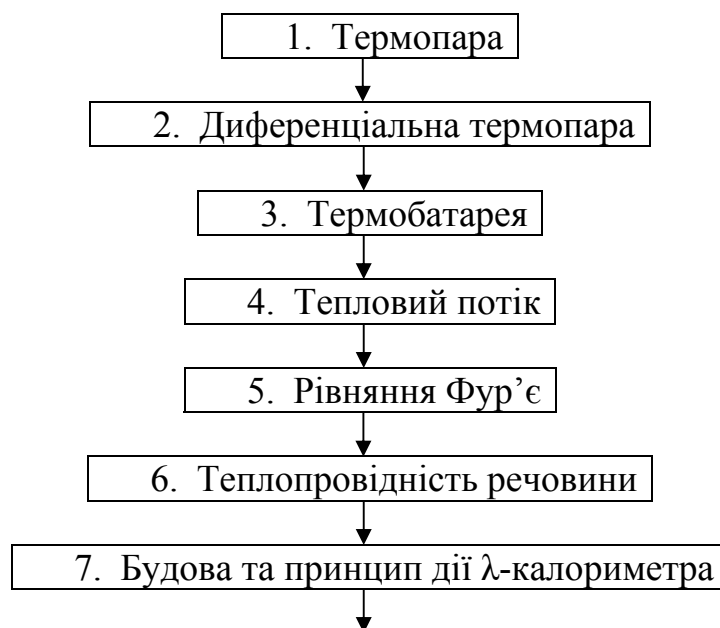 1. Термопара
2. Диференціальна термопара
3. Термобатарея
4. Тепловий потік
5. Рівняння Фур’є
6. Теплопровідність речовини
7. Будова та принцип дії λ-калориметра